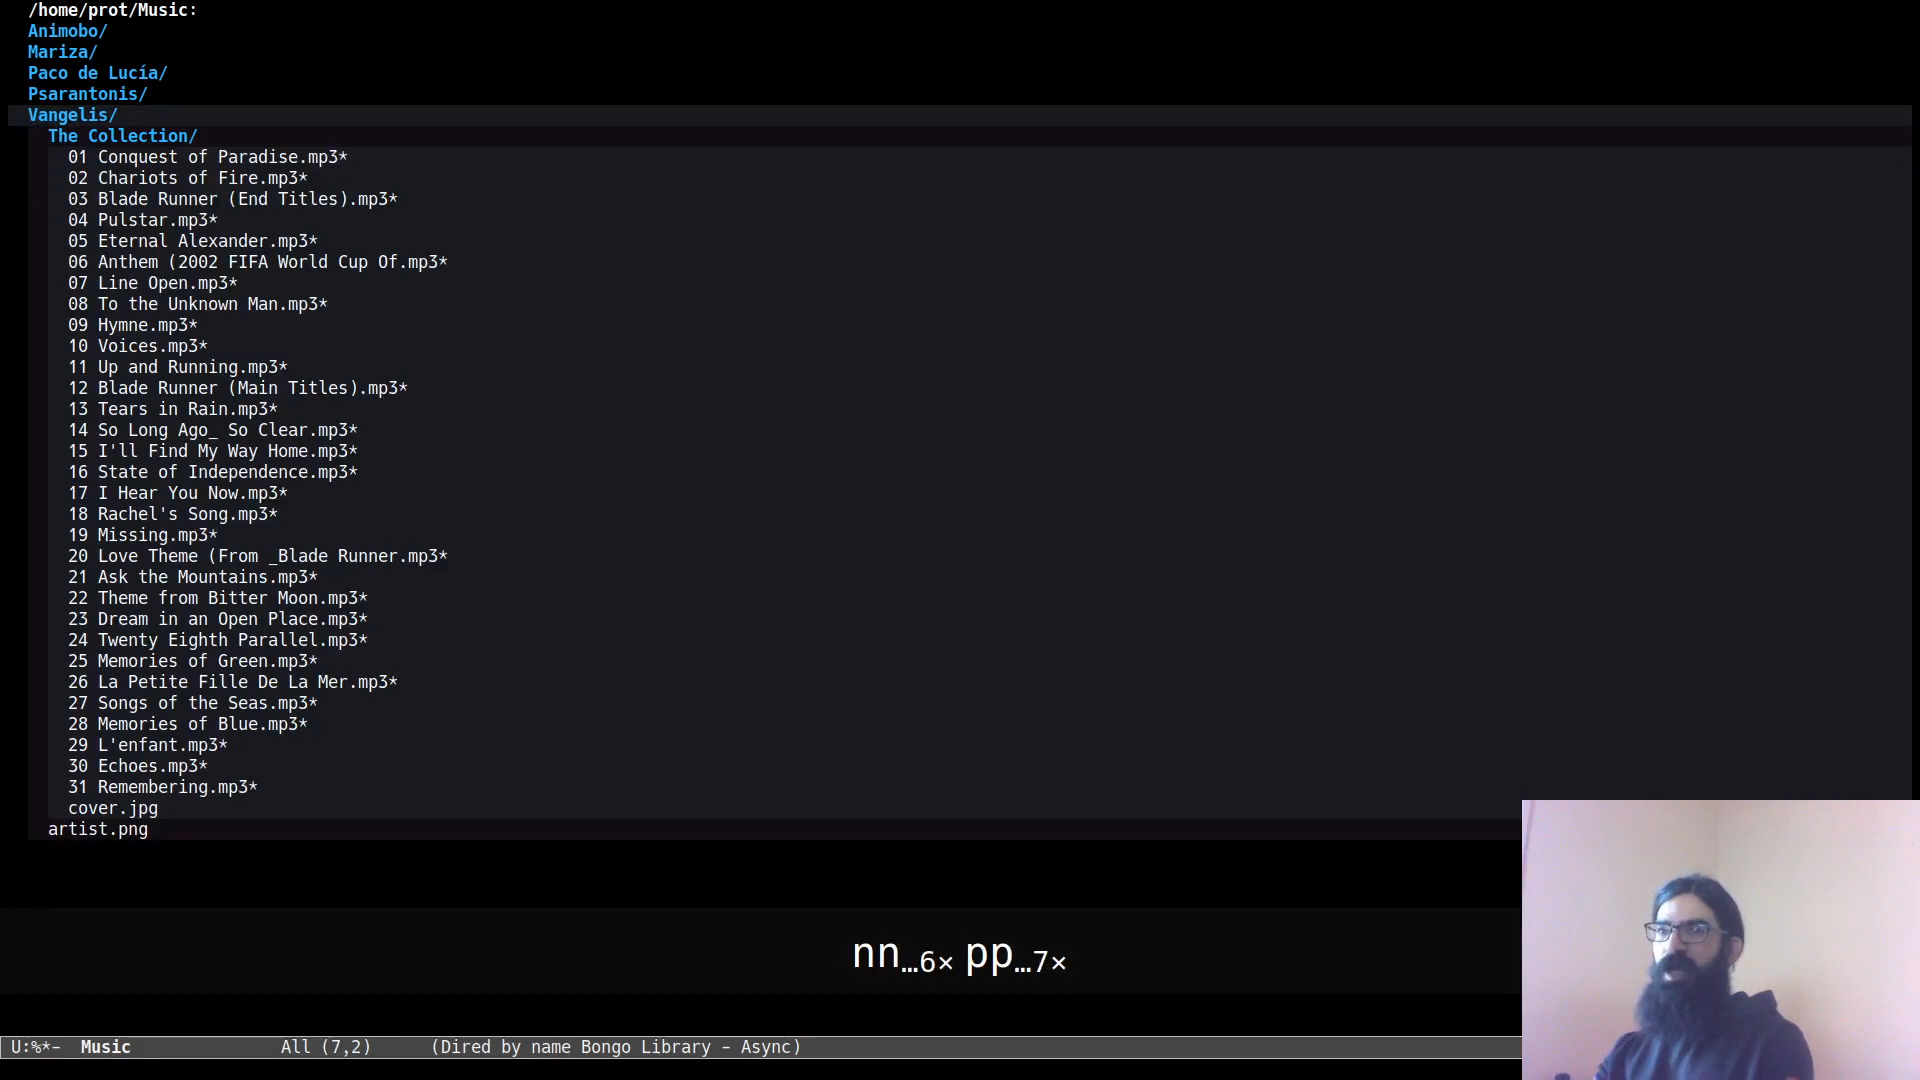 /home/prot/Music:
Animobo/
Mariza/
Paco de Lucía/
Psarantonis/
Vangelis/
The Collection/
01 Conquest of Paradise.mp3*
02 Chariots of Fire.mp3*
03 Blade Runner (End Titles).mp3*
04 Pulstar.mp3*
05 Eternal Alexander.mp3*
06 Anthem (2002 FIFA World Cup Of.mp3*
07 Line Open.mp3*
08 To the Unknown Man.mp3*
09 Hymne.mp3*
10 Voices.mp3*
11 Up and Running.mp3*
12 Blade Runner (Main Titles).mp3*
13 Tears in Rain.mp3*
14 So Long Ago_ So Clear.mp3*
15 I'll Find My Way Home.mp3*
16 State of Independence.mp3*
17 I Hear You Now.mp3*
18 Rachel's Song.mp3*
19 Missing.mp3*
20 Love Theme (From _Blade Runner.mp3*
21 Ask the Mountains.mp3*
22 Theme from Bitter Moon.mp3*
23 Dream in an Open Place.mp3*
24 Twenty Eighth Parallel.mp3*
25 Memories of Green.mp3*
26 La Petite Fille De La Mer.mp3*
27 Songs of the Seas.mp3*
28 Memories of Blue.mp3*
29 L'enfant.mp3*
30 Echoes.mp3*
31 Remembering.mp3*
cover.jpg
artist.png
nn…6× pp…7×
U:%*- Music All (7,2) (Dired by name Bongo Library - Async)